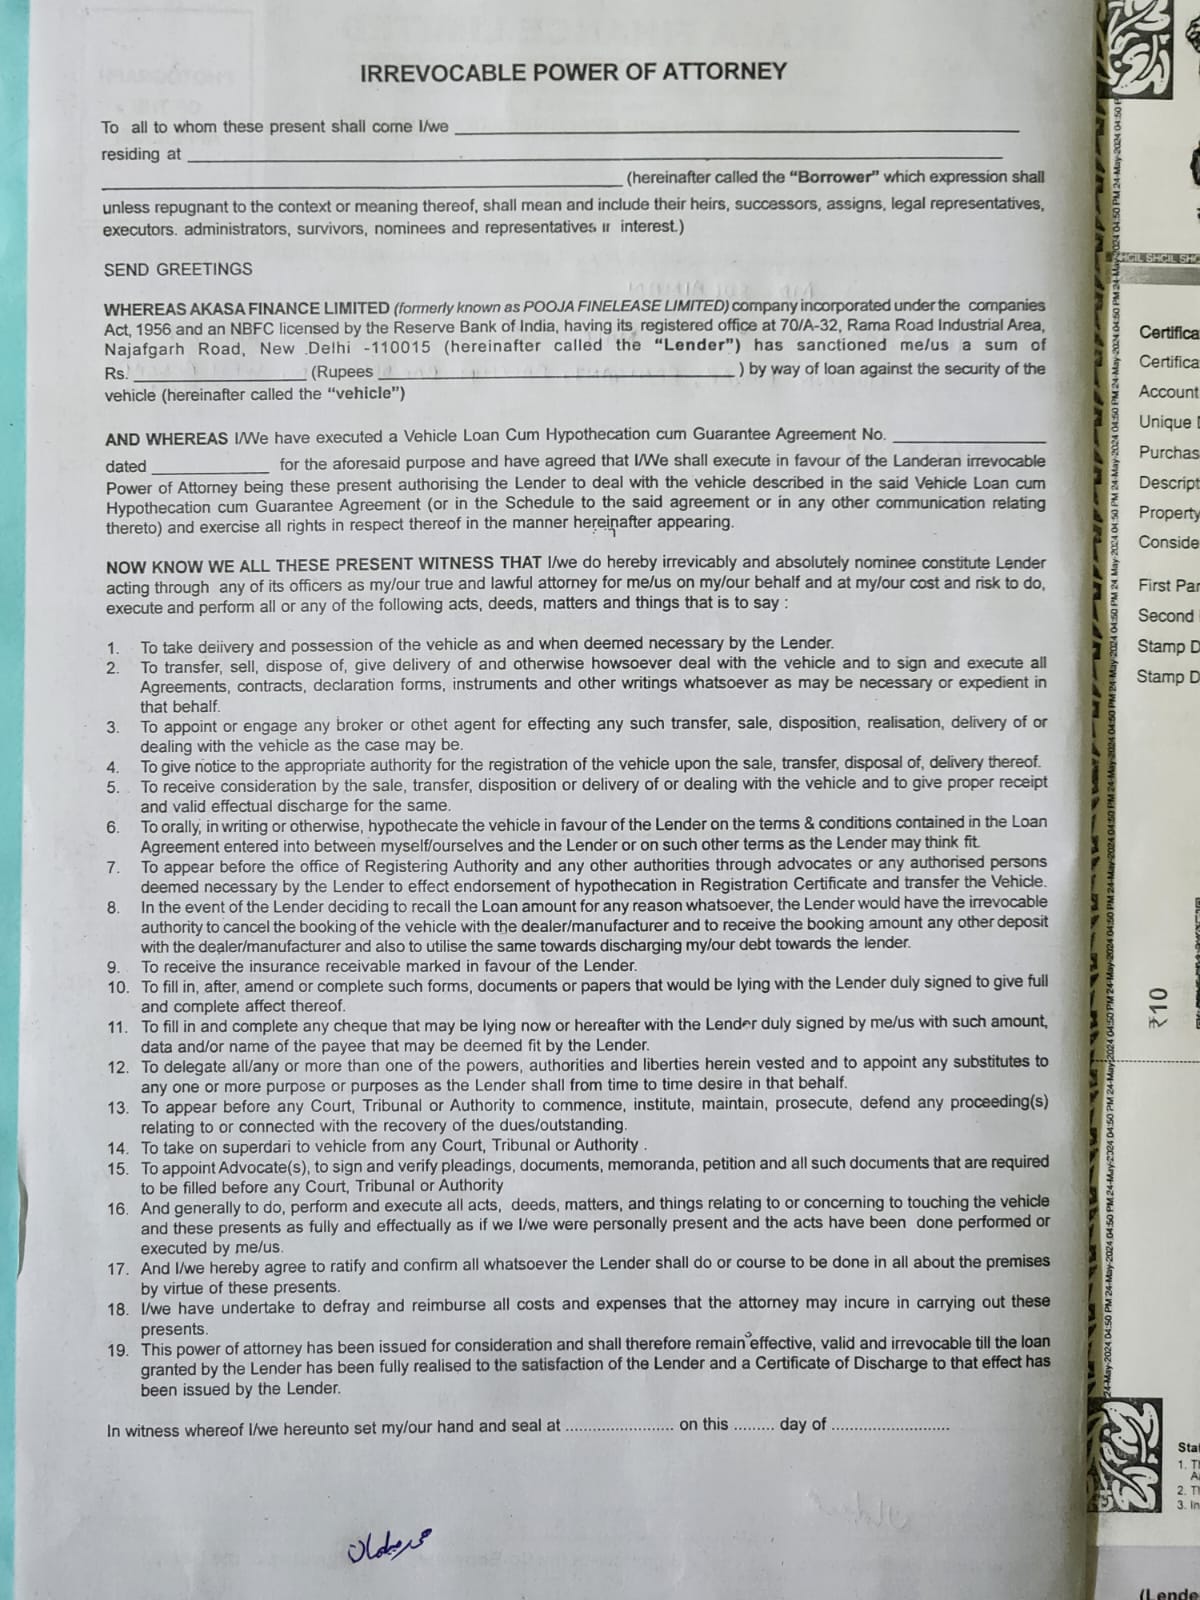 IRREVOCABLE POWER OF ATTORNEY
To all to whom these present shall come I/we
residing at
(hereinafter called the “Borrower” which expression shall
unless repugnant to the context or meaning thereof, shall mean and include their heirs, successors, assigns, legal representatives,
executors. administrators, survivors, nominees and representatives ir interest.)
SEND GREETINGS
WHEREAS AKASA FINANCE LIMITED (formerly known as POOJA FINELEASE LIMITED) company incorporated under the companies
Act, 1956 and an NBFC licensed by the Reserve Bank of India, having its registered office at 70/A-32, Rama Road Industrial Area,
Najafgarh Road, New Delhi -110015 (hereinafter called the “Lender”) has sanctioned me/us a sum of
Rs. (Rupees ) by way of loan against the security of the
vehicle (hereinafter called the “vehicle”)
AND WHEREAS I/We have executed a Vehicle Loan Cum Hypothecation cum Guarantee Agreement No.
dated for the aforesaid purpose and have agreed that I/We shall execute in favour of the Landeran irrevocable
Power of Attorney being these present authorising the Lender to deal with the vehicle described in the said Vehicle Loan cum
Hypothecation cum Guarantee Agreement (or in the Schedule to the said agreement or in any other communication relating
thereto) and exercise all rights in respect thereof in the manner hereinafter appearing.
NOW KNOW WE ALL THESE PRESENT WITNESS THAT I/we do hereby irrevicably and absolutely nominee constitute Lender
acting through any of its officers as my/our true and lawful attorney for me/us on my/our behalf and at my/our cost and risk to do,
execute and perform all or any of the following acts, deeds, matters and things that is to say :
1. To take delivery and possession of the vehicle as and when deemed necessary by the Lender.
2. To transfer, sell, dispose of, give delivery of and otherwise howsoever deal with the vehicle and to sign and execute all
Agreements, contracts, declaration forms, instruments and other writings whatsoever as may be necessary or expedient in
that behalf.
3. To appoint or engage any broker or othet agent for effecting any such transfer, sale, disposition, realisation, delivery of or
dealing with the vehicle as the case may be.
4. To give notice to the appropriate authority for the registration of the vehicle upon the sale, transfer, disposal of, delivery thereof.
5. To receive consideration by the sale, transfer, disposition or delivery of or dealing with the vehicle and to give proper receipt
and valid effectual discharge for the same.
6. To orally, in writing or otherwise, hypothecate the vehicle in favour of the Lender on the terms & conditions contained in the Loan
Agreement entered into between myself/ourselves and the Lender or on such other terms as the Lender may think fit.
7. To appear before the office of Registering Authority and any other authorities through advocates or any authorised persons
deemed necessary by the Lender to effect endorsement of hypothecation in Registration Certificate and transfer the Vehicle.
8. In the event of the Lender deciding to recall the Loan amount for any reason whatsoever, the Lender would have the irrevocable
authority to cancel the booking of the vehicle with the dealer/manufacturer and to receive the booking amount any other deposit
with the dealer/manufacturer and also to utilise the same towards discharging my/our debt towards the lender.
9. To receive the insurance receivable marked in favour of the Lender.
10. To fill in, after, amend or complete such forms, documents or papers that would be lying with the Lender duly signed to give full
and complete affect thereof.
11. To fill in and complete any cheque that may be lying now or hereafter with the Lender duly signed by me/us with such amount,
data and/or name of the payee that may be deemed fit by the Lender.
12. To delegate all/any or more than one of the powers, authorities and liberties herein vested and to appoint any substitutes to
any one or more purpose or purposes as the Lender shall from time to time desire in that behalf.
13. To appear before any Court, Tribunal or Authority to commence, institute, maintain, prosecute, defend any proceeding(s)
relating to or connected with the recovery of the dues/outstanding.
14. To take on superdari to vehicle from any Court, Tribunal or Authority .
15. To appoint Advocate(s), to sign and verify pleadings, documents, memoranda, petition and all such documents that are required
to be filled before any Court, Tribunal or Authority
16. And generally to do, perform and execute all acts, deeds, matters, and things relating to or concerning to touching the vehicle
and these presents as fully and effectually as if we I/we were personally present and the acts have been done performed or
executed by me/us.
17. And I/we hereby agree to ratify and confirm all whatsoever the Lender shall do or course to be done in all about the premises
by virtue of these presents.
18. I/we have undertake to defray and reimburse all costs and expenses that the attorney may incure in carrying out these
presents.
19. This power of attorney has been issued for consideration and shall therefore remain effective, valid and irrevocable till the loan
granted by the Lender has been fully realised to the satisfaction of the Lender and a Certificate of Discharge to that effect has
been issued by the Lender.
In witness whereof I/we hereunto set my/our hand and seal at ........................ on this ......... day of ..........................
SHCIL SHC
Certifica
Certifica
Account
Unique
Purchas
Descript
Property
Conside
First Par
Second
Stamp D
Stamp D
₹10
24-May-2024 04:50 PM
Sta
1. T
2. T
3. In
(Lende